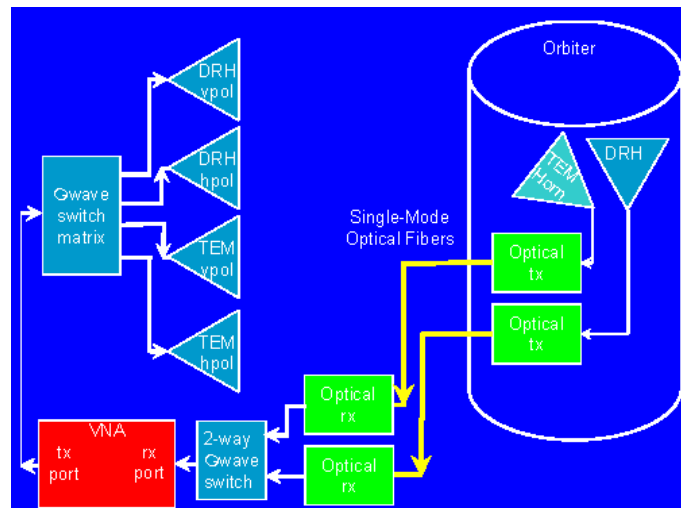 Orbiter
DRH
vpol
DRH
hpol
TEM
vpol
TEM
hpol
Gwave
switch
matrix
TEM
Horn
DRH
Single-Mode
Optical Fibers
Optical
tx
Optical
tx
Optical
rx
Optical
rx
2-way
Gwave
switch
VNA
tx
port
rx
port